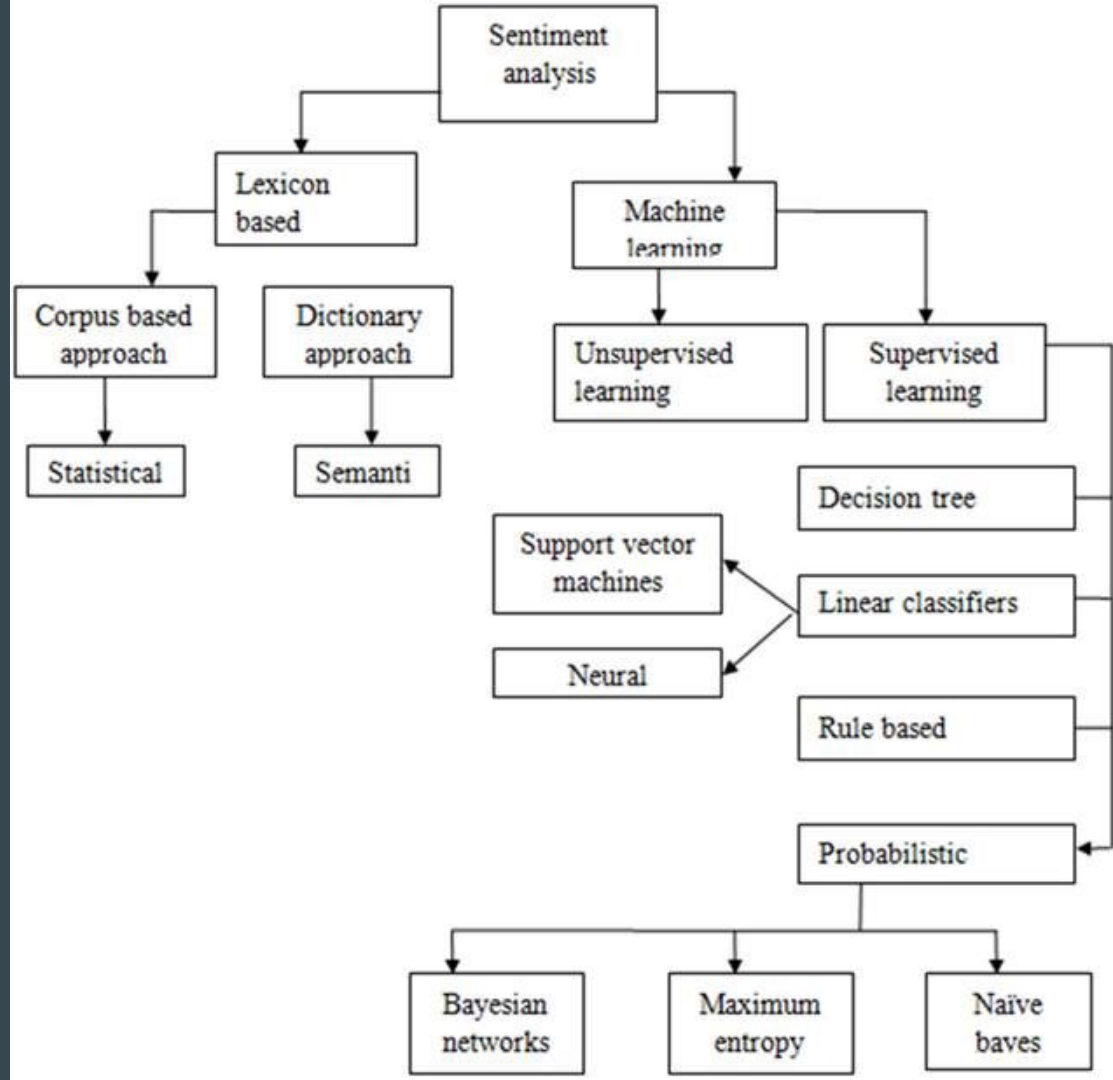 Sentiment
analysis
Lexicon
based
Machine
learning
Corpus based
approach
Dictionary
approach
Unsupervised
learning
Supervised
learning
Statistical
Semanti
Decision tree
Support vector
machines
Linear classifiers
Neural
Rule based
Probabilistic
Bayesian
networks
Maximum
entropy
Naïve
bayes